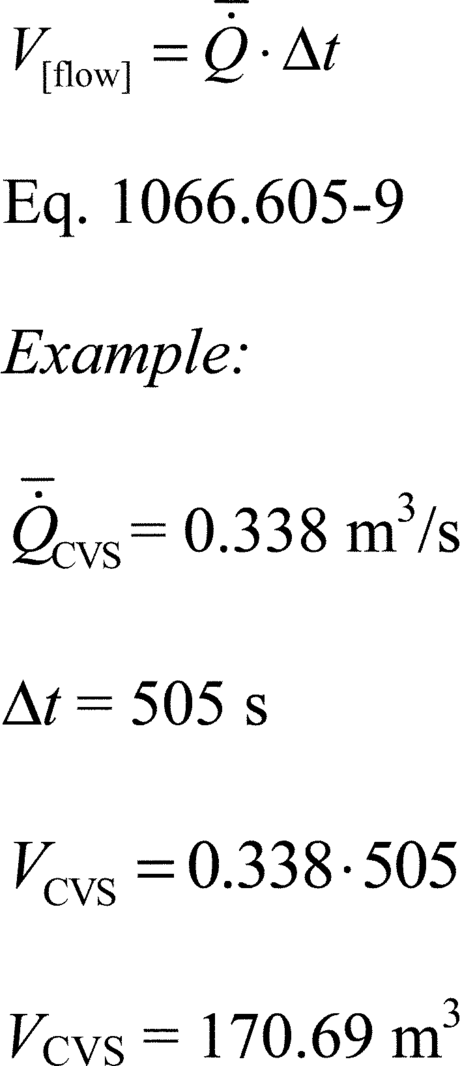 V[flow] = Q̇̅ · Δt
Eq. 1066.605-9
Example:
Q̇̅CVS = 0.338 m³/s
Δt = 505 s
VCVS = 0.338·505
VCVS = 170.69 m³